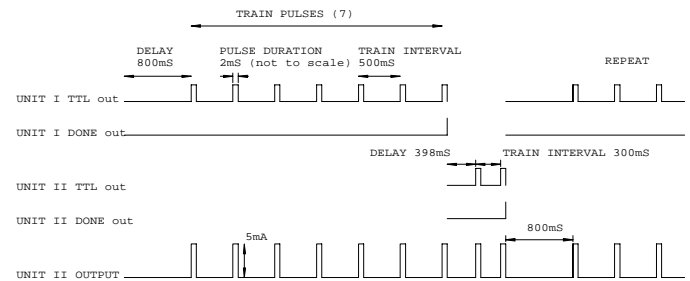 TRAIN PULSES (7)
DELAY 800mS
PULSE DURATION 2mS (not to scale)
TRAIN INTERVAL 500mS
REPEAT
UNIT I TTL out
UNIT I DONE out
DELAY 398mS
TRAIN INTERVAL 300mS
UNIT II TTL out
UNIT II DONE out
800mS
5mA
UNIT II OUTPUT